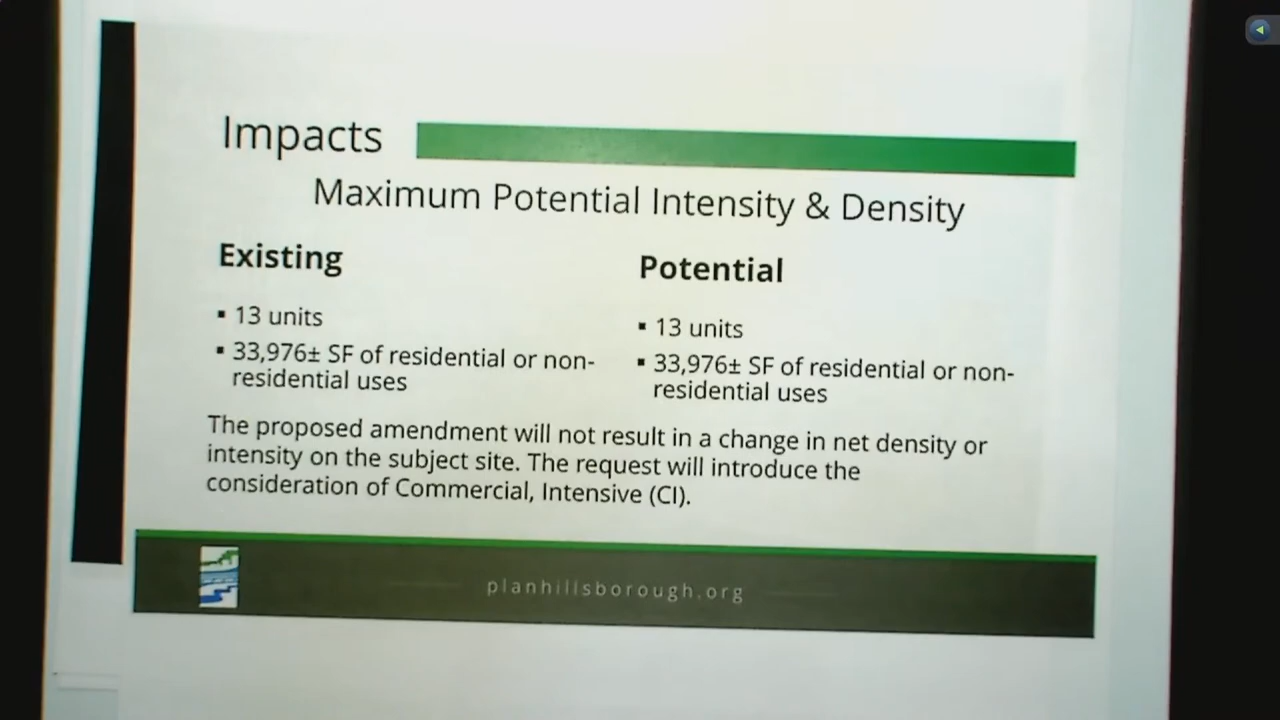 Impacts
Maximum Potential Intensity & Density
Existing
▪ 13 units
▪ 33,976± SF of residential or non-
residential uses
Potential
▪ 13 units
▪ 33,976± SF of residential or non-
residential uses
The proposed amendment will not result in a change in net density or
intensity on the subject site. The request will introduce the
consideration of Commercial, Intensive (CI).
planhillsborough.org